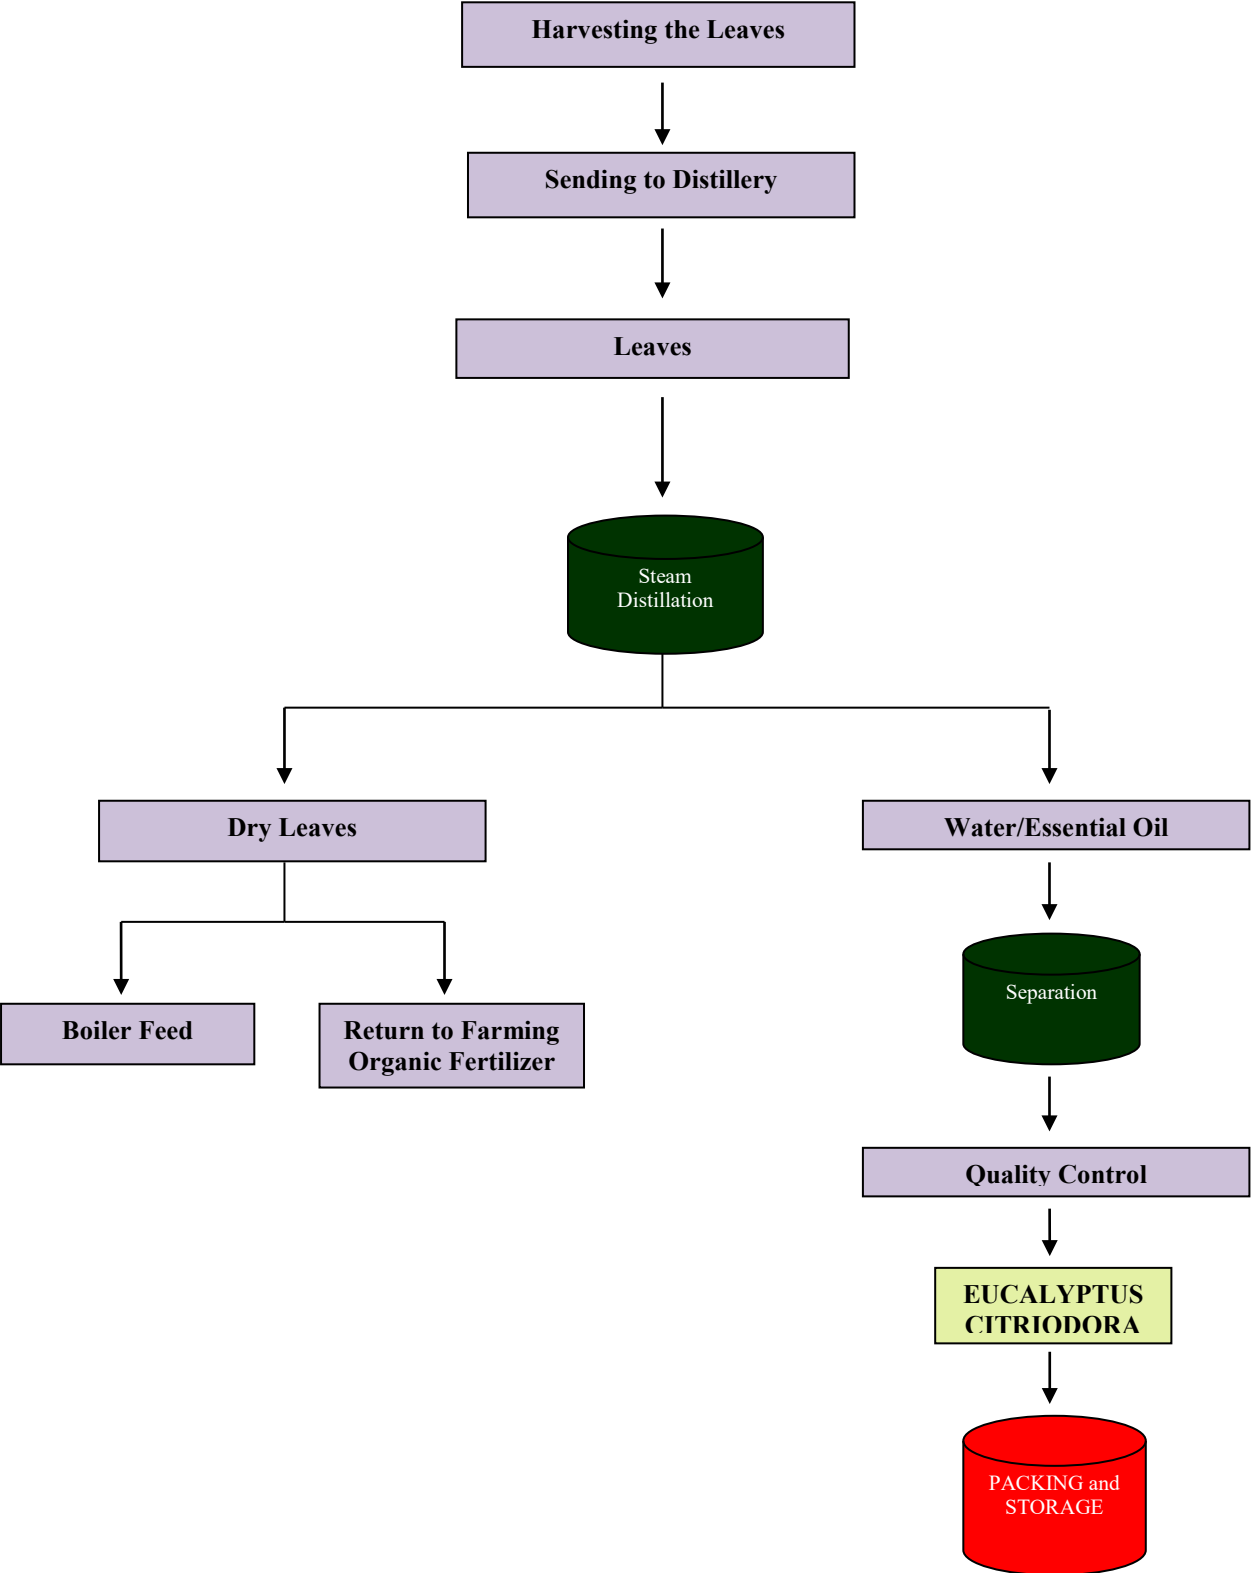 Harvesting the Leaves
Sending to Distillery
Leaves
Steam
Distillation
Dry Leaves
Water/Essential Oil
Separation
Boiler Feed
Return to Farming
Organic Fertilizer
Quality Control
EUCALYPTUS
CITRIODORA
PACKING and
STORAGE